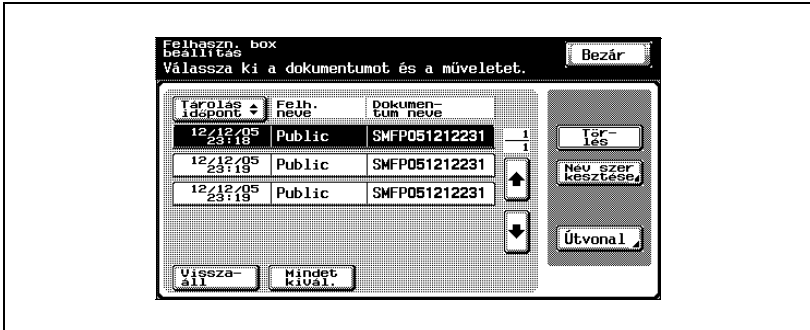 Felhaszn. box
beállítás
Válassza ki a dokumentumot és a müveletet.
Bezár
Tárolás
időpont
Felh.
neve
Dokumen-
tum neve
12/12/05
23:18
Public
SMFP051212231
1
1
12/12/05
23:19
Public
SMFP051212231
12/12/05
23:19
Public
SMFP051212231
Tör-
lés
Név szer
kesztése
Útvonal
Vissza-
áll
Mindet
kivál.